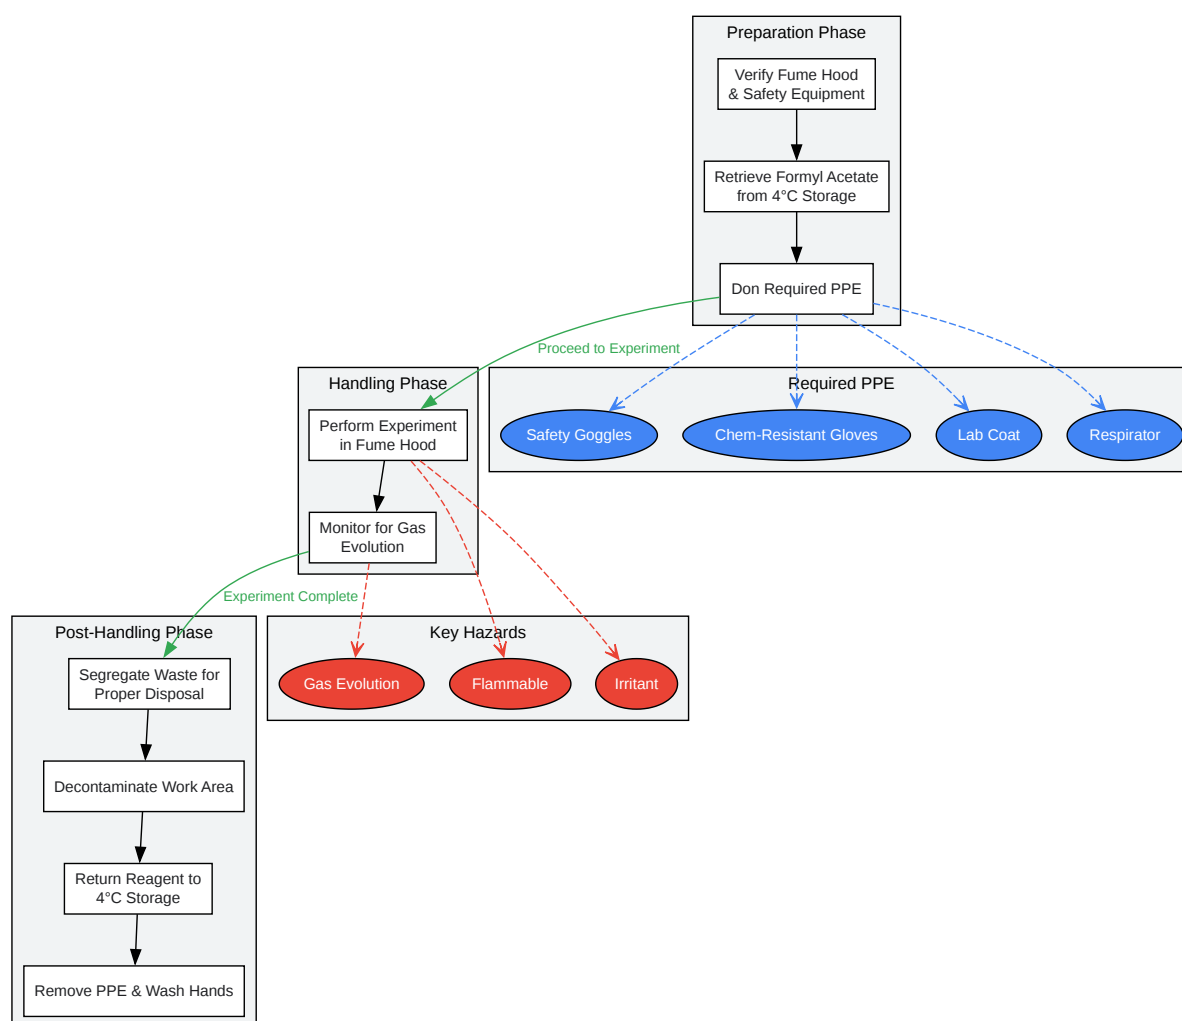 Preparation Phase
Verify Fume Hood
& Safety Equipment
Retrieve Formyl Acetate
from 4°C Storage
Don Required PPE
Proceed to Experiment
Handling Phase
Perform Experiment
in Fume Hood
Monitor for Gas
Evolution
Required PPE
Safety Goggles
Chem-Resistant Gloves
Lab Coat
Respirator
Experiment Complete
Post-Handling Phase
Segregate Waste for
Proper Disposal
Decontaminate Work Area
Return Reagent to
4°C Storage
Remove PPE & Wash Hands
Key Hazards
Gas Evolution
Flammable
Irritant